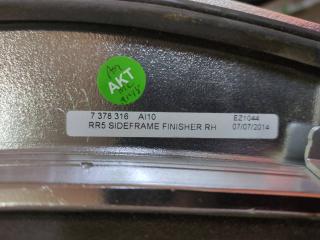 AKT
7 378 316 AI10 EZ1044
RR5 SIDEFRAME FINISHER RH 07/07/2014